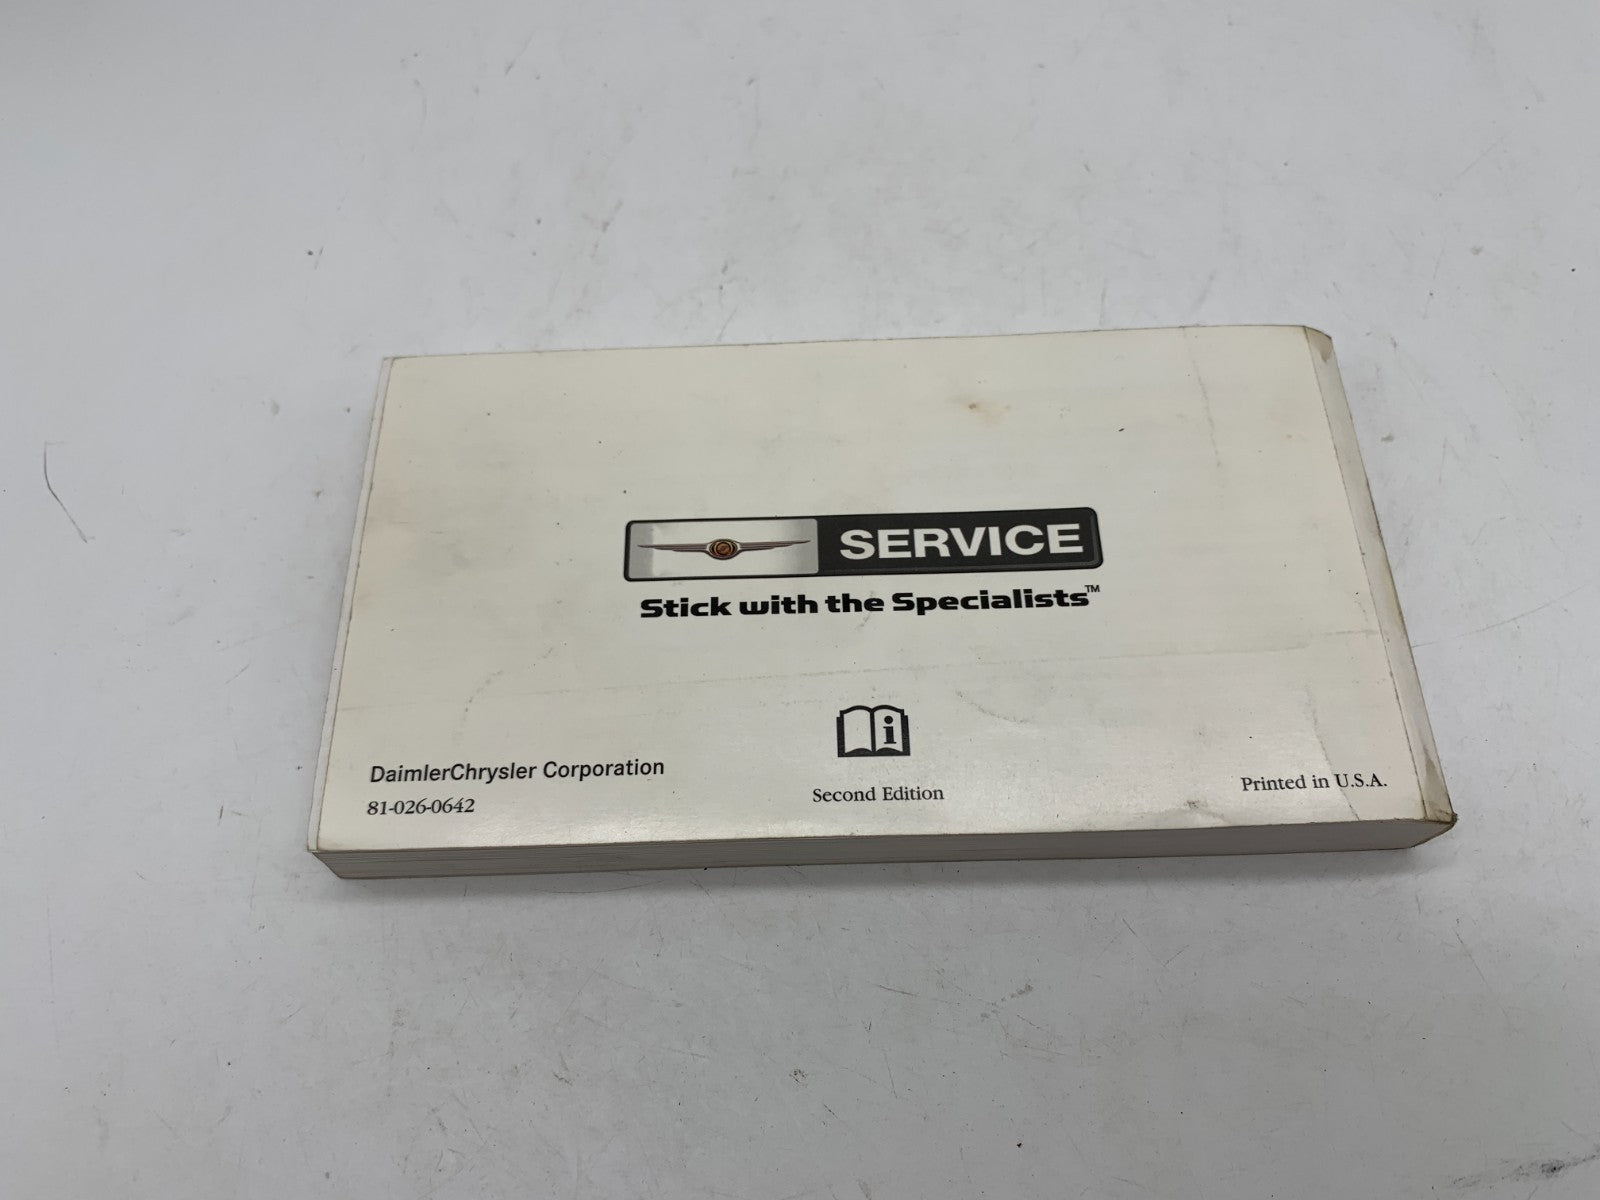 SERVICE
Stick with the Specialists™
i
DaimlerChrysler Corporation
81-026-0642
Second Edition
Printed in U.S.A.